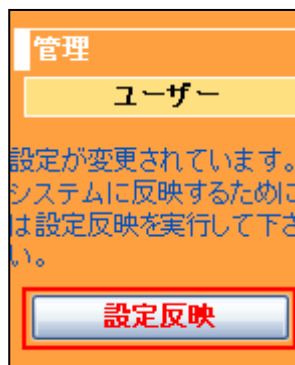 管理
ユーザー
設定が変更されています。
システムに反映するために
は設定反映を実行して下さ
い。
設定反映